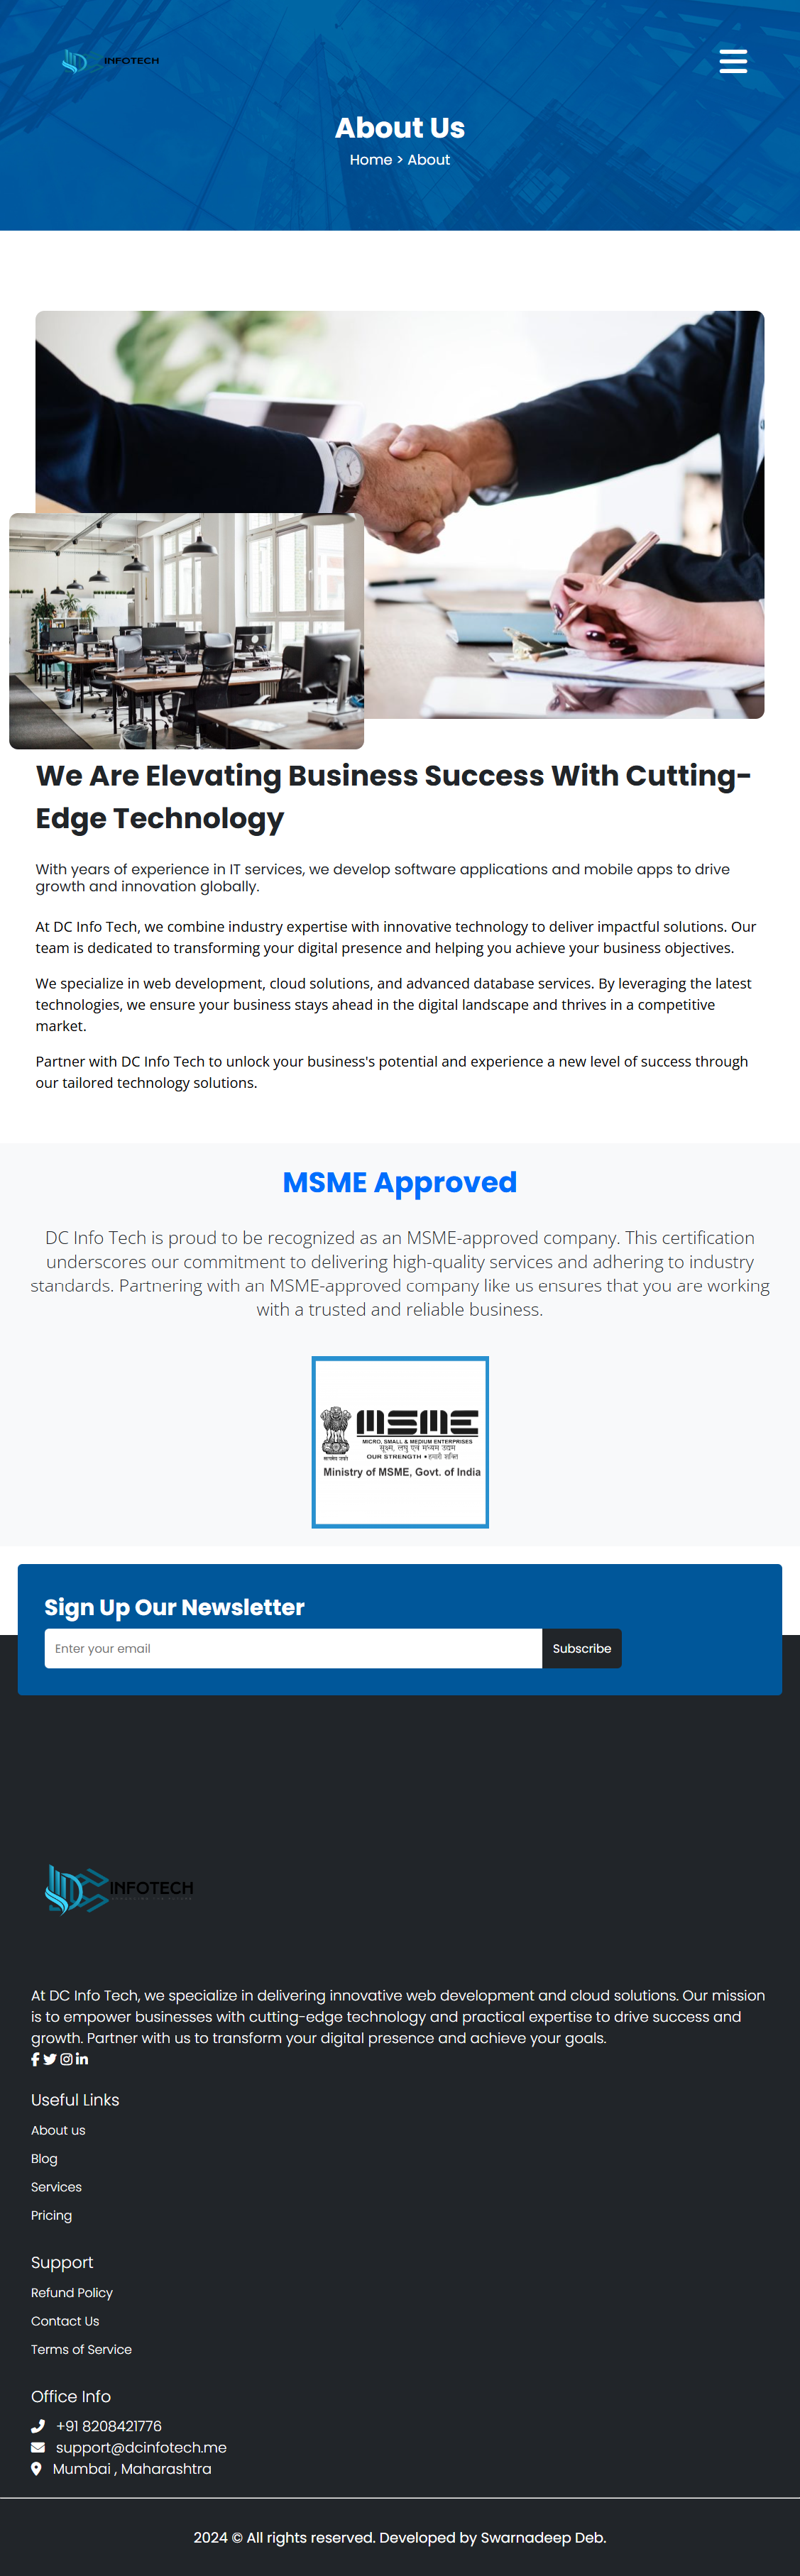 INFOTECH
About Us
Home > About
We Are Elevating Business Success With Cutting-
Edge Technology
With years of experience in IT services, we develop software applications and mobile apps to drive
growth and innovation globally.
At DC Info Tech, we combine industry expertise with innovative technology to deliver impactful solutions. Our
team is dedicated to transforming your digital presence and helping you achieve your business objectives.
We specialize in web development, cloud solutions, and advanced database services. By leveraging the latest
technologies, we ensure your business stays ahead in the digital landscape and thrives in a competitive
market.
Partner with DC Info Tech to unlock your business's potential and experience a new level of success through
our tailored technology solutions.
MSME Approved
DC Info Tech is proud to be recognized as an MSME-approved company. This certification
underscores our commitment to delivering high-quality services and adhering to industry
standards. Partnering with an MSME-approved company like us ensures that you are working
with a trusted and reliable business.
MSME
MICRO, SMALL & MEDIUM ENTERPRISES
सूक्ष्म, लघु एवं मध्यम उद्यम
सत्यमेव जयते
OUR STRENGTH • हमारी शक्ति
Ministry of MSME, Govt. of India
Sign Up Our Newsletter
Enter your email
Subscribe
INFOTECH
At DC Info Tech, we specialize in delivering innovative web development and cloud solutions. Our mission
is to empower businesses with cutting-edge technology and practical expertise to drive success and
growth. Partner with us to transform your digital presence and achieve your goals.
Useful Links
About us
Blog
Services
Pricing
Support
Refund Policy
Contact Us
Terms of Service
Office Info
+91 8208421776
support@dcinfotech.me
Mumbai , Maharashtra
2024 © All rights reserved. Developed by Swarnadeep Deb.